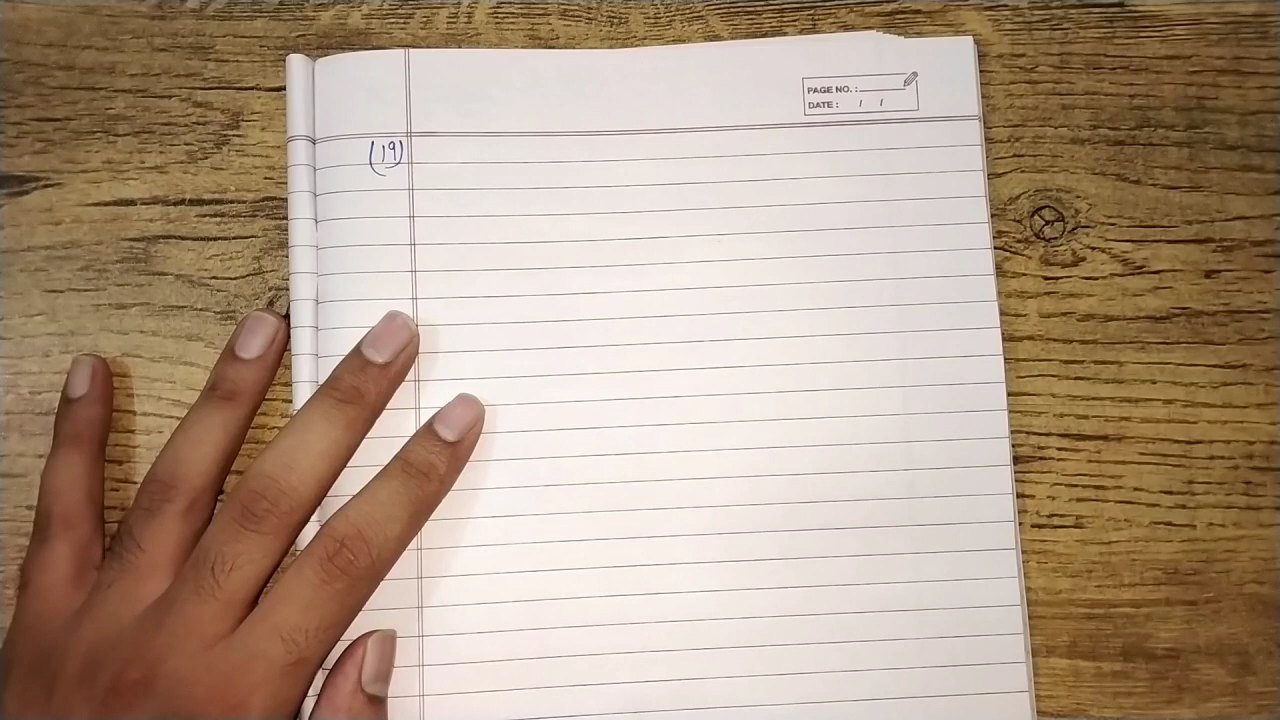 PAGE NO. :
DATE : / /
(19)